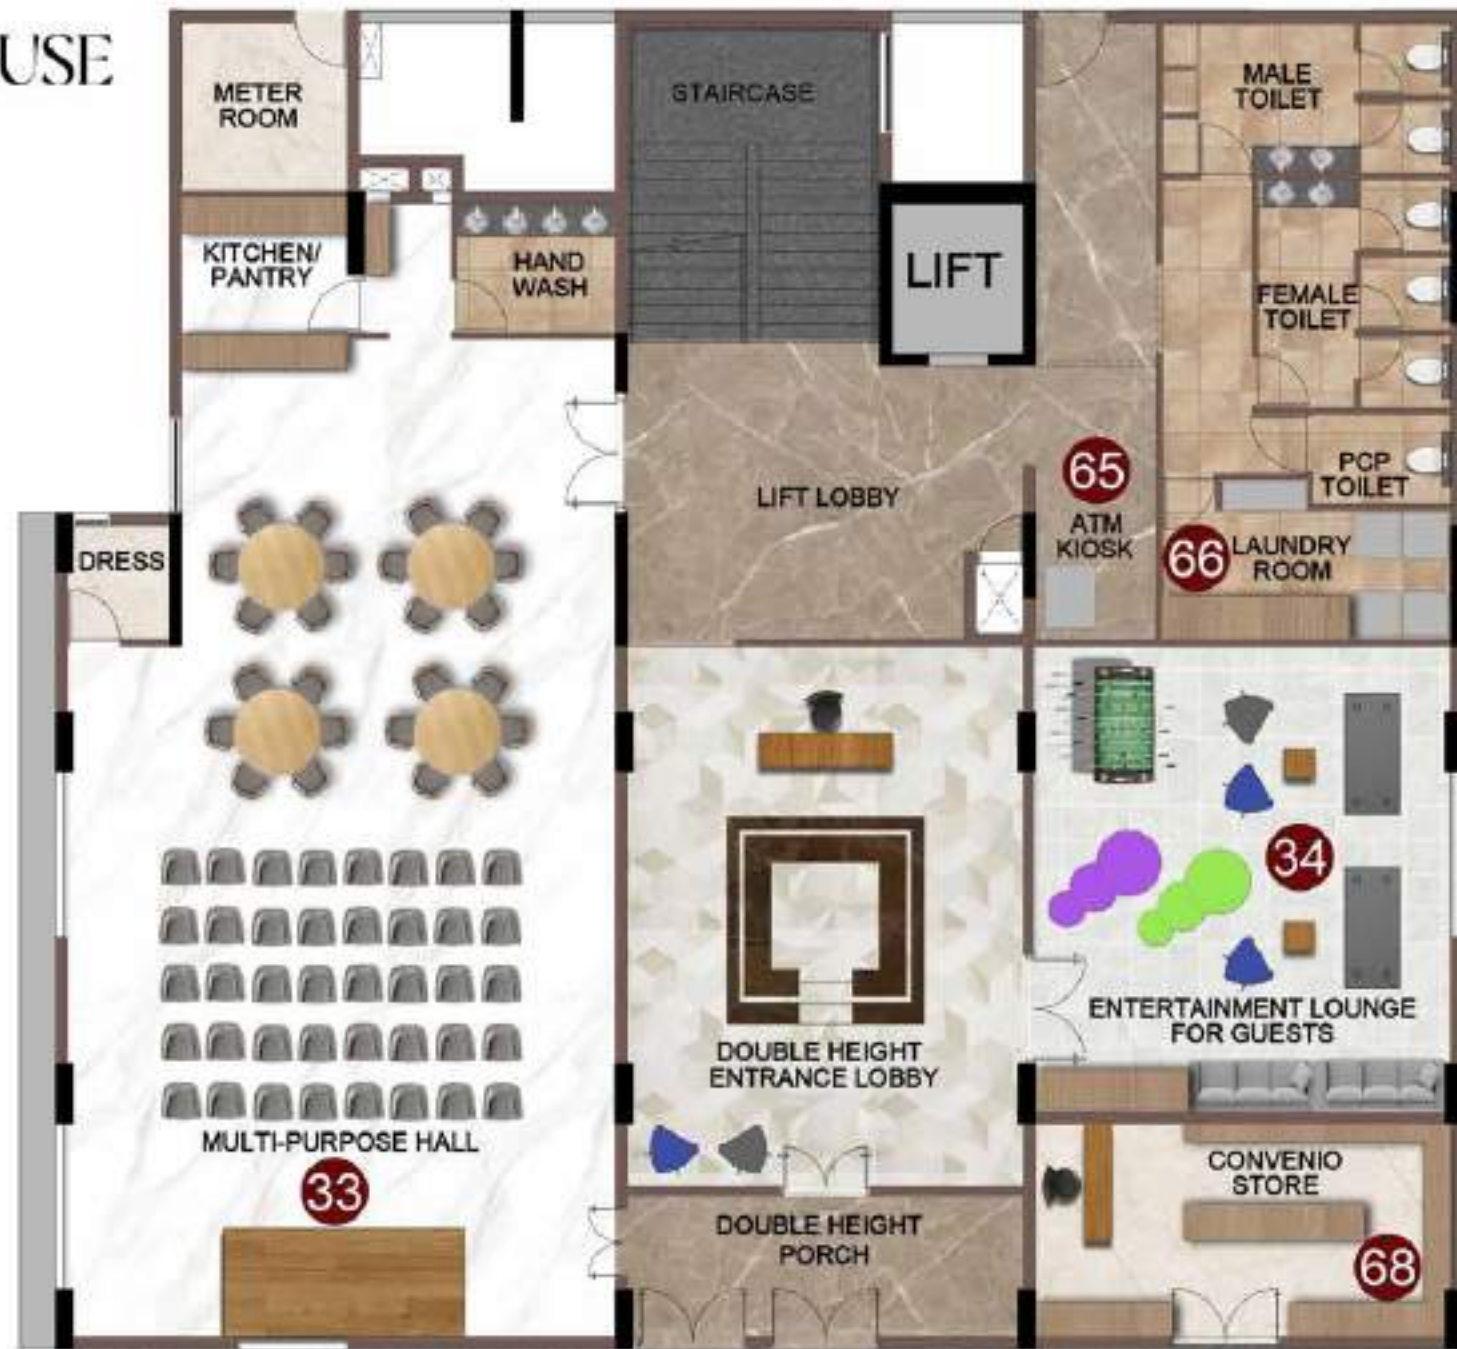 USE
METER
ROOM
STAIRCASE
MALE
TOILET
KITCHEN/
PANTRY
HAND
WASH
LIFT
FEMALE
TOILET
65
PCP
TOILET
LIFT LOBBY
ATM
KIOSK
66
LAUNDRY
ROOM
DRESS
34
ENTERTAINMENT LOUNGE
FOR GUESTS
DOUBLE HEIGHT
ENTRANCE LOBBY
MULTI-PURPOSE HALL
33
CONVENIO
STORE
DOUBLE HEIGHT
PORCH
68